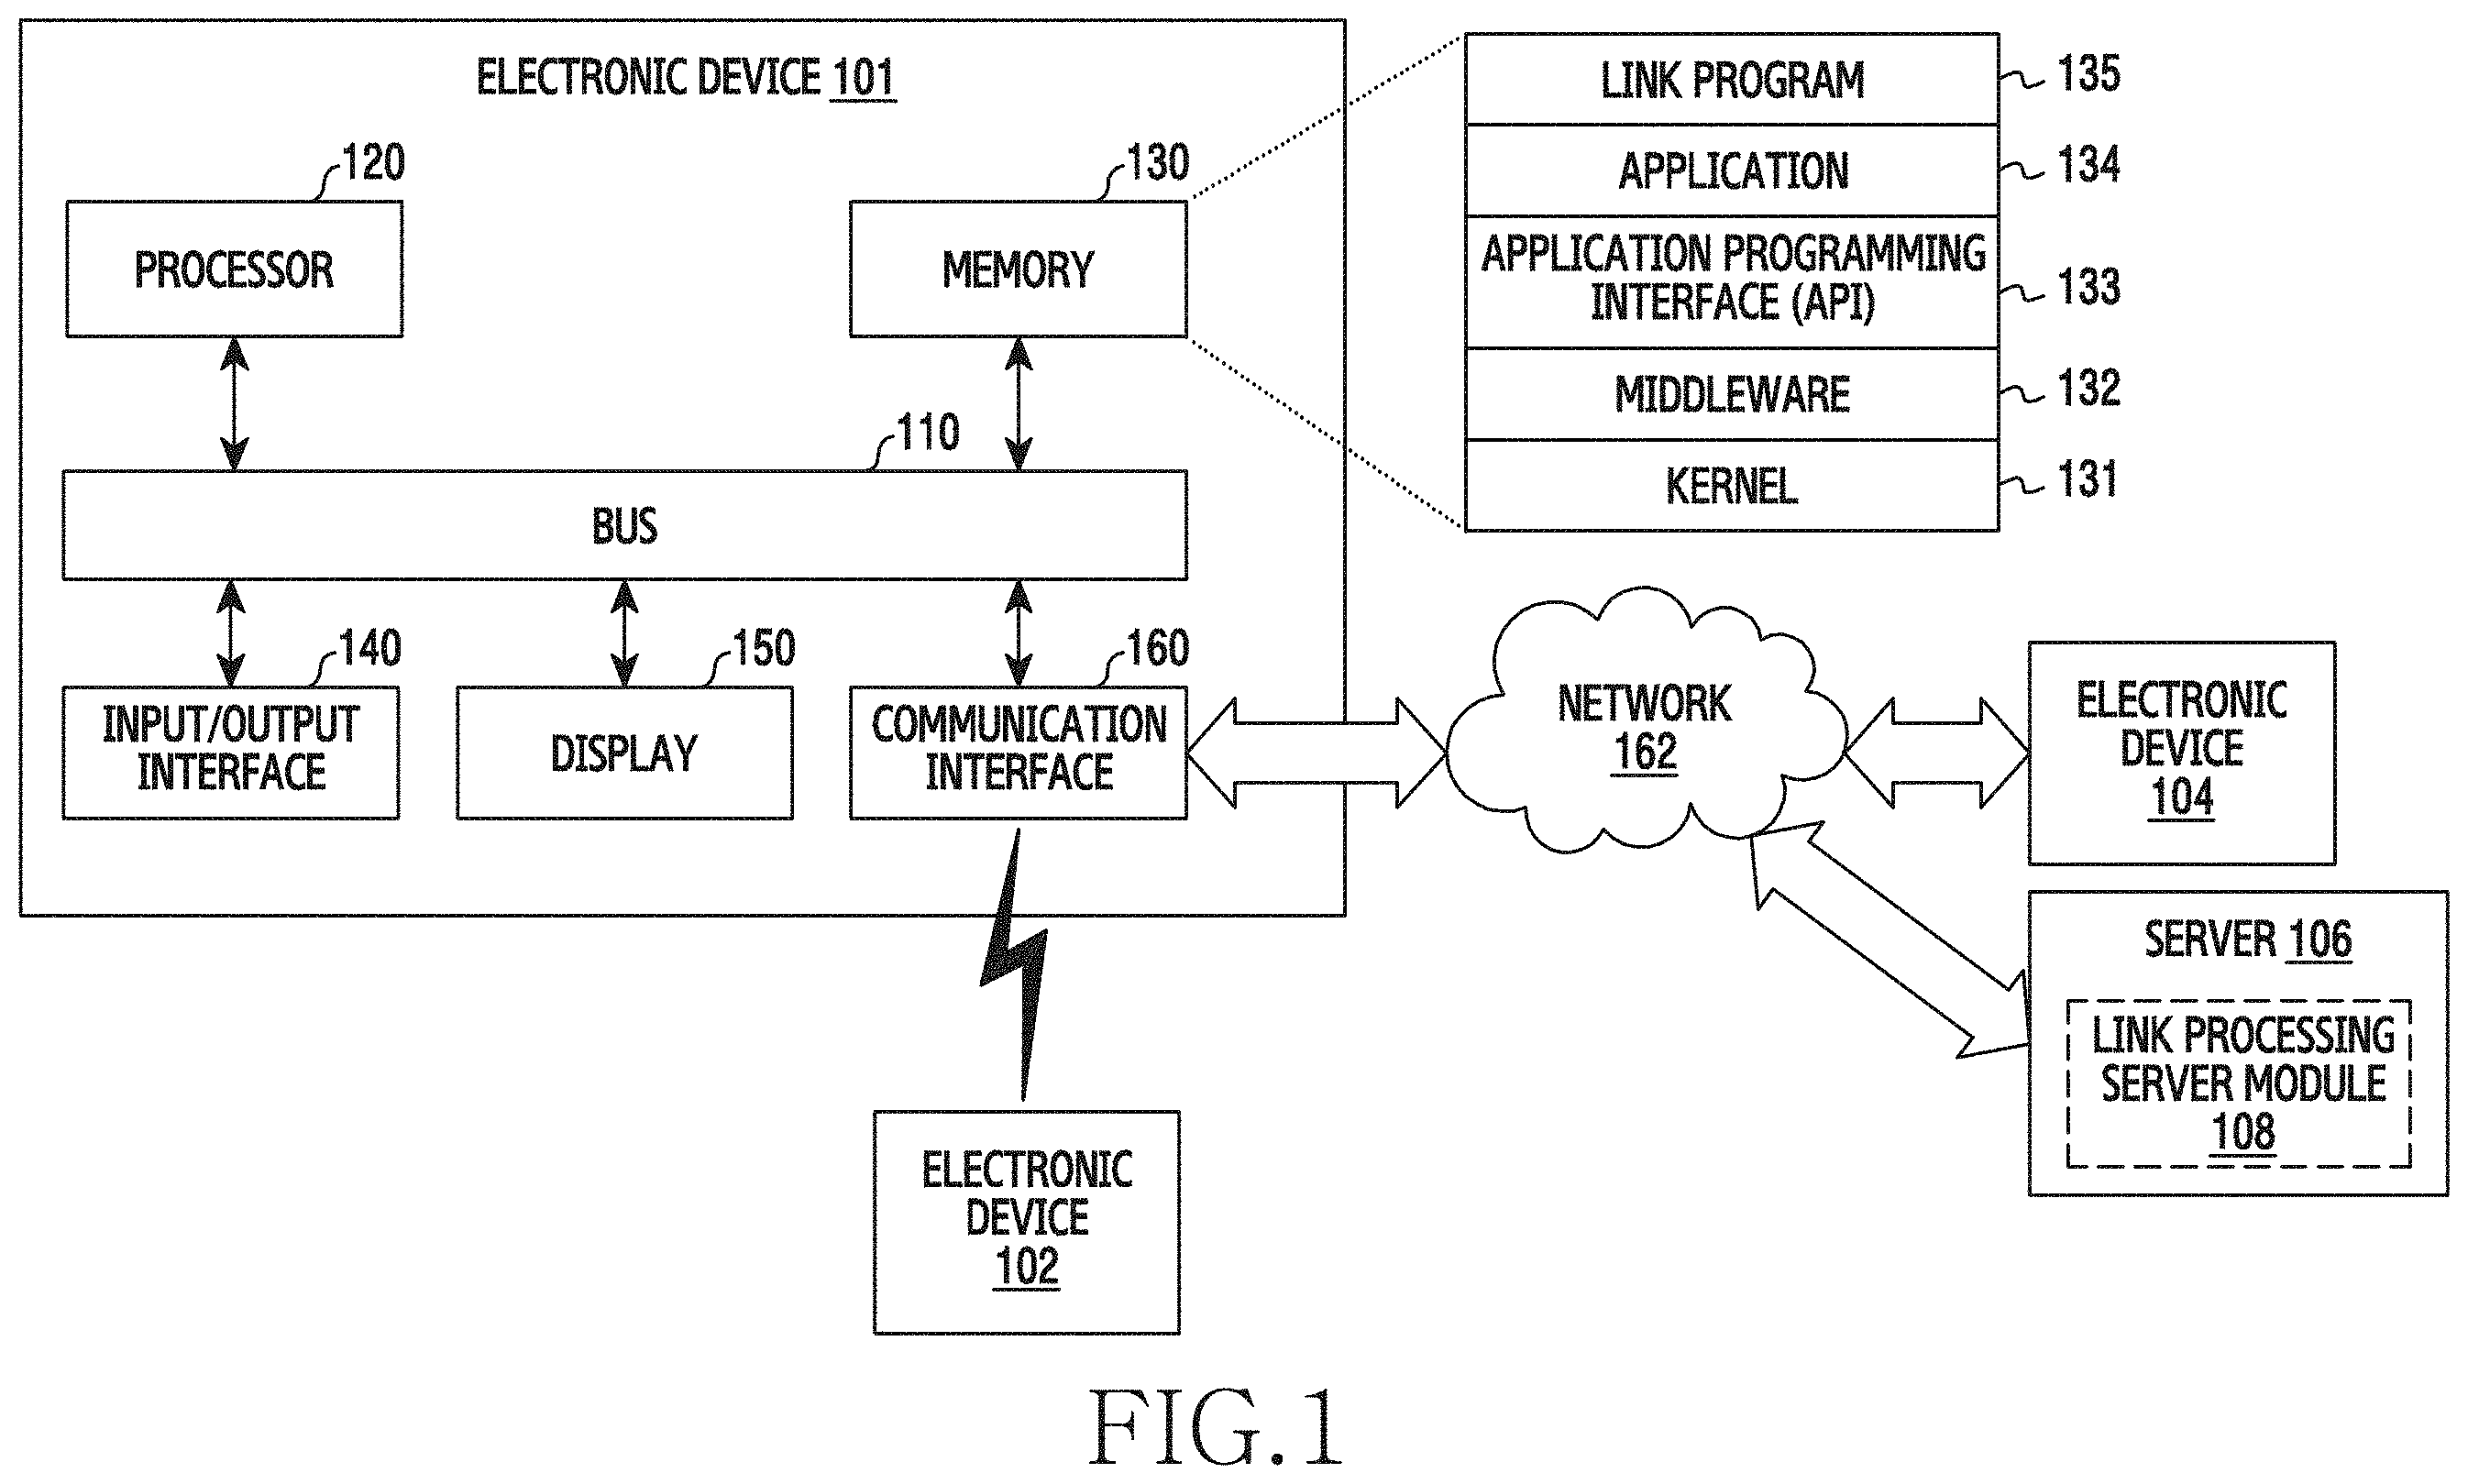 ELECTRONIC DEVICE 101
120
PROCESSOR
130
MEMORY
110
BUS
140
INPUT/OUTPUT
INTERFACE
150
DISPLAY
160
COMMUNICATION
INTERFACE
LINK PROGRAM
135
APPLICATION
134
APPLICATION PROGRAMMING
INTERFACE (API)
133
MIDDLEWARE
132
KERNEL
131
NETWORK
162
ELECTRONIC
DEVICE
104
SERVER 106
LINK PROCESSING
SERVER MODULE
108
ELECTRONIC
DEVICE
102
FIG.1